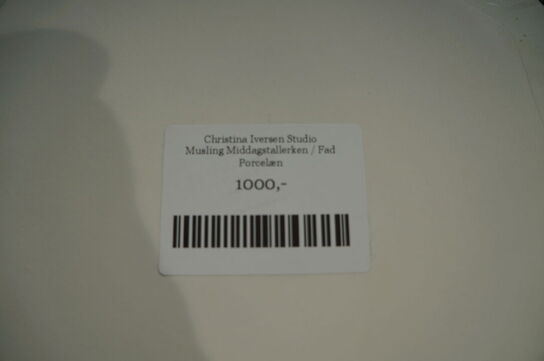 Christina Iversen Studio
Musling Middagstallerken / Fad
Porcelæn
1000,-